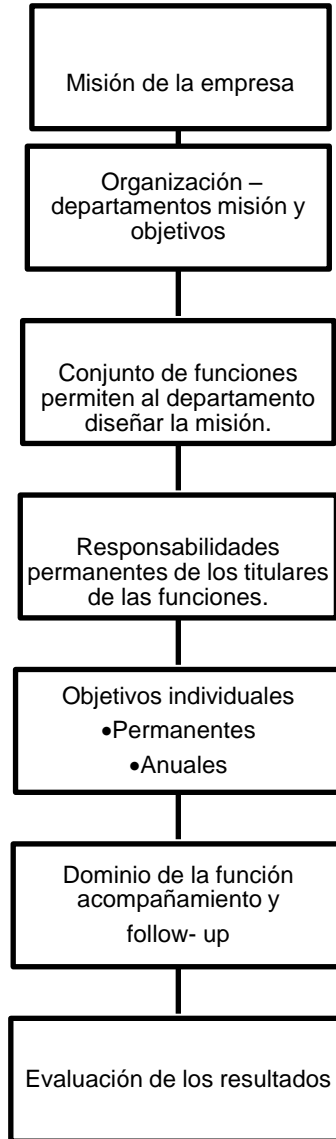 Misión de la empresa
Organización –
departamentos misión y
objetivos
Conjunto de funciones
permiten al departamento
diseñar la misión.
Responsabilidades
permanentes de los titulares
de las funciones.
Objetivos individuales
•Permanentes
•Anuales
Dominio de la función
acompañamiento y
follow- up
Evaluación de los resultados